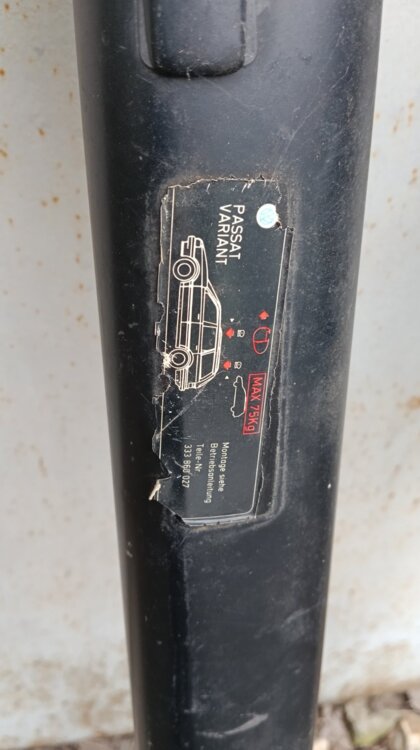 PASSAT
VARIANT
MAX 75Kg
Montage siehe
Betriebsanleitung
Teile-Nr.
333 860 027